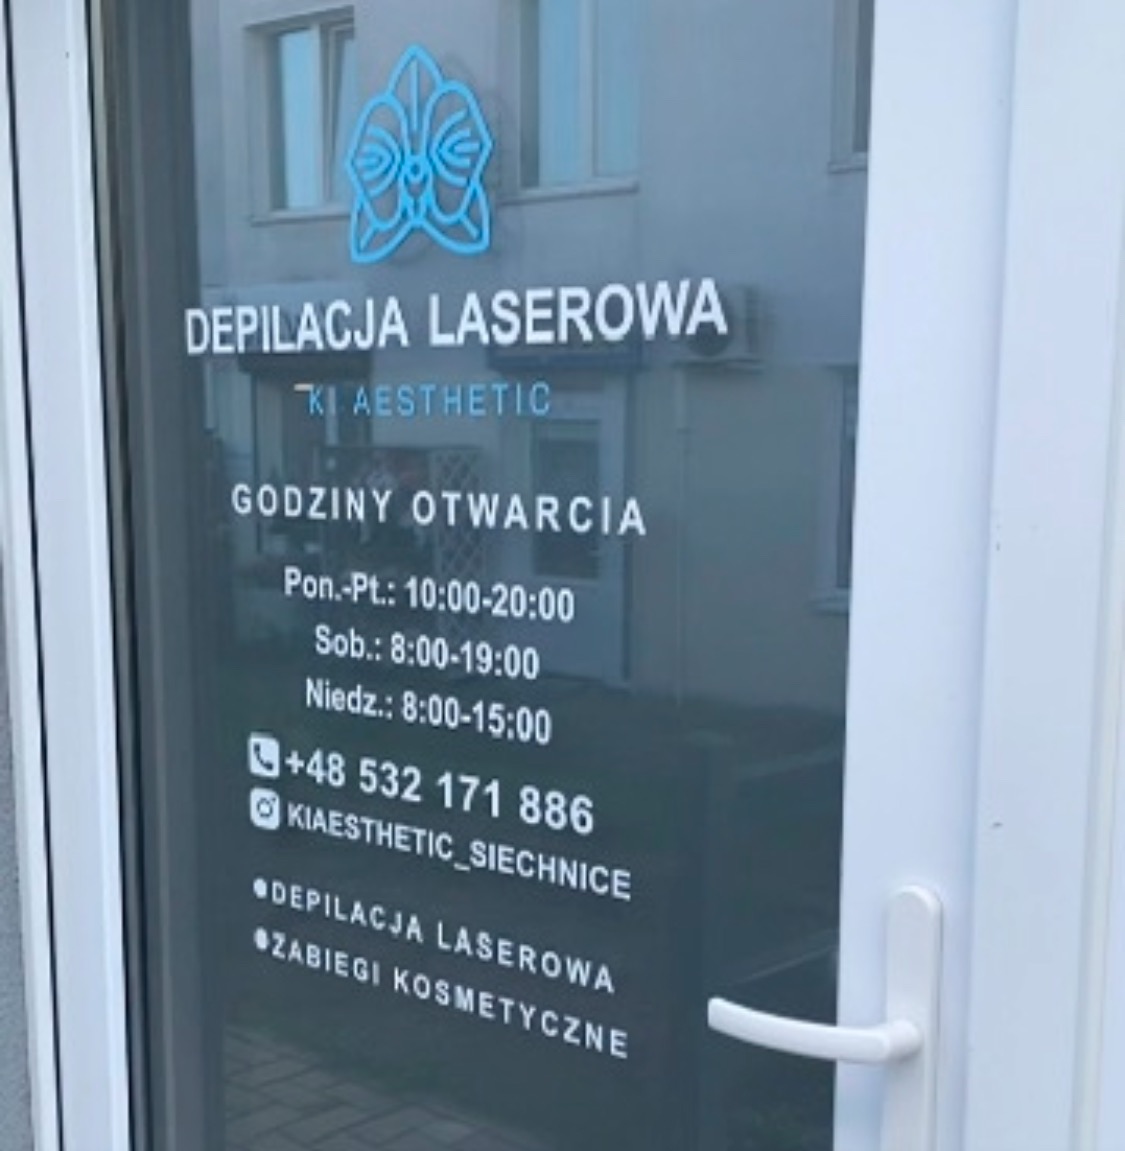 DEPILACJA LASEROWA
KI AESTHETIC
GODZINY OTWARCIA
Pon.-Pt.: 10:00-20:00
Sob.: 8:00-19:00
Niedz.: 8:00-15:00
+48 532 171 886
KIAESTHETIC_SIECHNICE
●DEPILACJA LASEROWA
●ZABIEGI KOSMETYCZNE